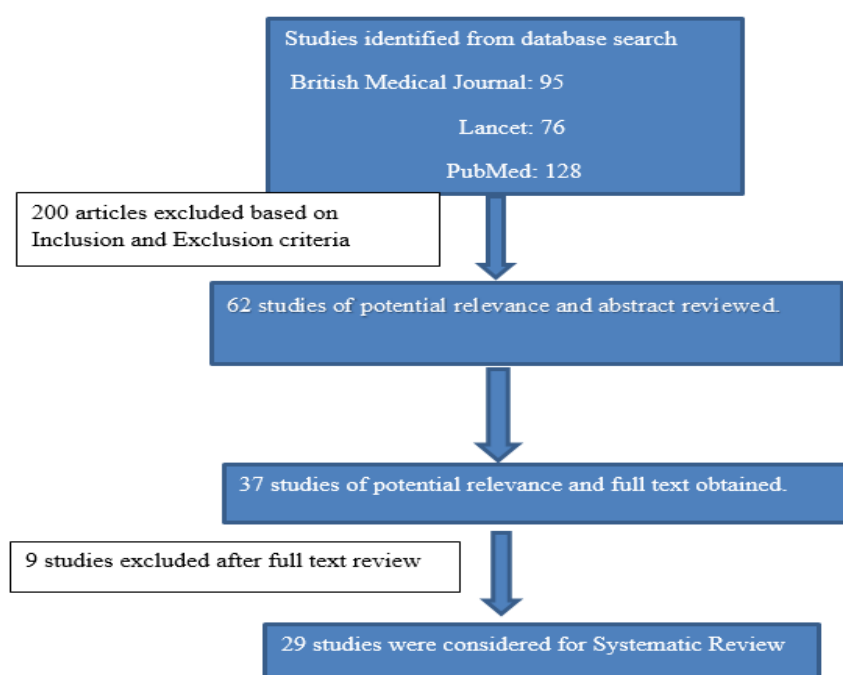 Studies identified from database search
British Medical Journal: 95
Lancet: 76
PubMed: 128
200 articles excluded based on
Inclusion and Exclusion criteria
62 studies of potential relevance and abstract reviewed.
37 studies of potential relevance and full text obtained.
9 studies excluded after full text review
29 studies were considered for Systematic Review